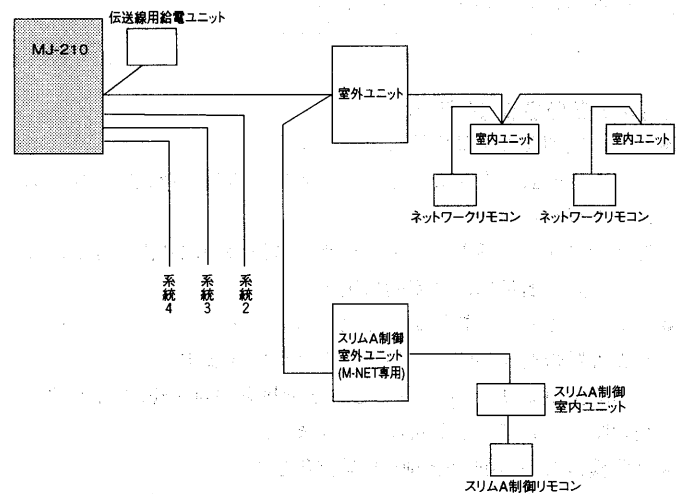 伝送線用給電ユニット
MJ-210
室外ユニット
室内ユニット
室内ユニット
ネットワークリモコン
ネットワークリモコン
系統4
系統3
系統2
スリムA制御
室外ユニット
(M-NET専用)
スリムA制御
室内ユニット
スリムA制御リモコン